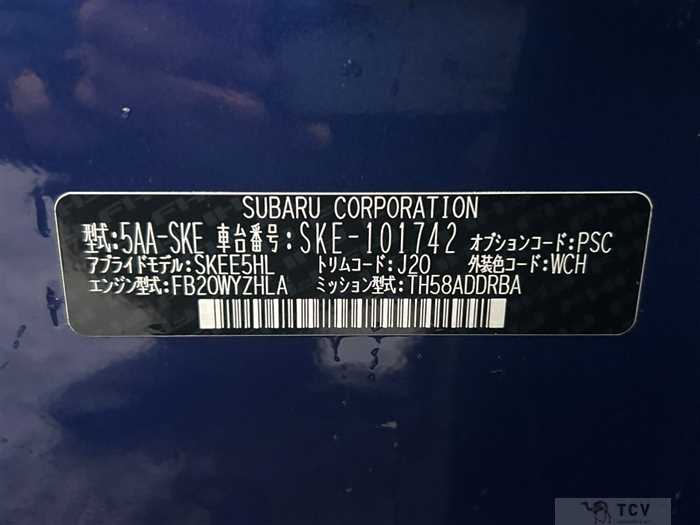 SUBARU CORPORATION
型式:5AA-SKE 車台番号:SKE-101742 オプションコード:PSC
アプライドモデル:SKEE5HL トリムコード:J20 外装色コード:WCH
エンジン型式:FB20WYZHLA ミッション型式:TH58ADDRBA
TCV